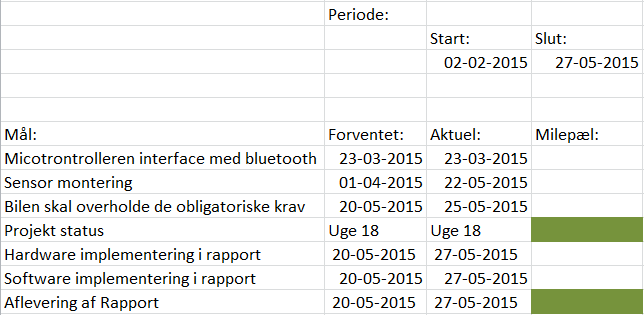 Periode:
Start: Slut:
02-02-2015 27-05-2015
Mål: Forventet: Aktuel: Milepæl:
Micotrontrolleren interface med bluetooth 23-03-2015 23-03-2015
Sensor montering 01-04-2015 22-05-2015
Bilen skal overholde de obligatoriske krav 20-05-2015 25-05-2015
Projekt status Uge 18 Uge 18
Hardware implementering i rapport 20-05-2015 27-05-2015
Software implementering i rapport 20-05-2015 27-05-2015
Aflevering af Rapport 20-05-2015 27-05-2015